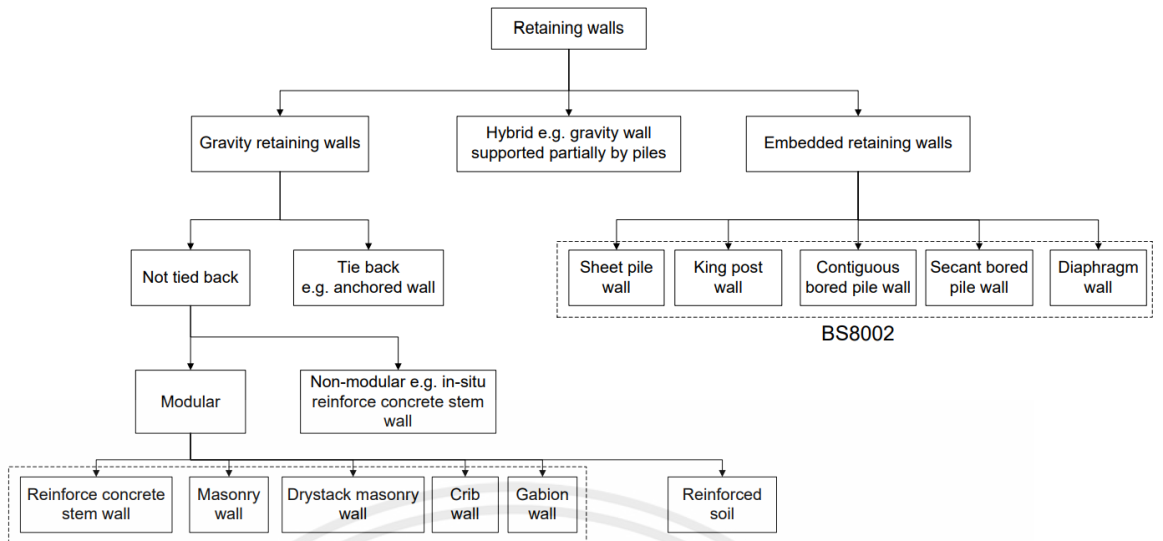 Retaining walls
Gravity retaining walls
Hybrid e.g. gravity wall
supported partially by piles
Embedded retaining walls
Not tied back
Tie back
e.g. anchored wall
Sheet pile
wall
King post
wall
Contiguous
bored pile wall
Secant bored
pile wall
Diaphragm
wall
BS8002
Modular
Non-modular e.g. in-situ
reinforce concrete stem
wall
Reinforce concrete
stem wall
Masonry
wall
Drystack masonry
wall
Crib
wall
Gabion
wall
Reinforced
soil